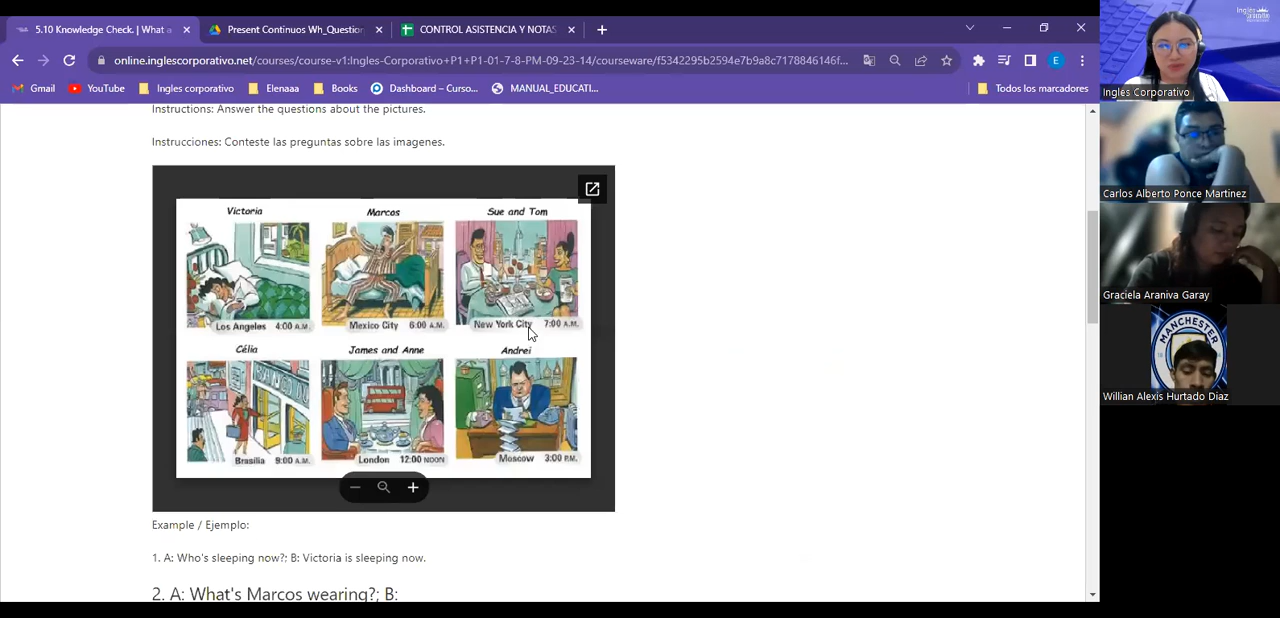 5.10 Knowledge Check. | What a
Present Continuos Wh_Question
CONTROL ASISTENCIA Y NOTAS
online.inglescorporativo.net/courses/course-v1:Ingles-Corporativo+P1+P1-01-7-8-PM-09-23-14/courseware/f5342295b2594e7b9a8c7178846146f...
E
Gmail
YouTube
Ingles corporativo
Elenaaa
Books
Dashboard – Curso...
MANUAL_EDUCATI...
Todos los marcadores
Instructions: Answer the questions about the pictures.
Instrucciones: Conteste las preguntas sobre las imagenes.
Victoria
Marcos
Sue and Tom
Los Angeles 4:00 A.M.
Mexico City 6:00 A.M.
New York City 7:00 A.M.
Célia
James and Anne
Andrei
Brasília 9:00 A.M.
London 12:00 NOON
Moscow 3:00 P.M.
Example / Ejemplo:
1. A: Who's sleeping now?; B: Victoria is sleeping now.
2. A: What's Marcos wearing?; B:
Ingles Corporativo
Carlos Alberto Ponce Martinez
Graciela Araniva Garay
MANCHESTER
Willian Alexis Hurtado Diaz